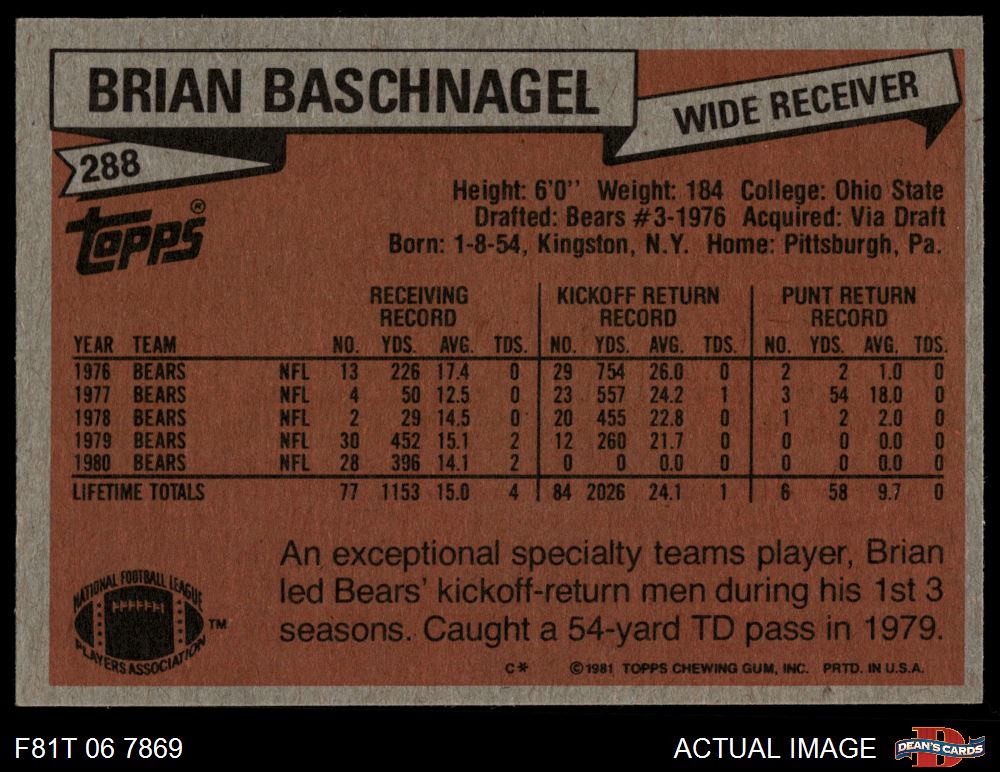 BRIAN BASCHNAGEL
WIDE RECEIVER
288
Topps®
Height: 6'0'' Weight: 184 College: Ohio State
Drafted: Bears #3-1976 Acquired: Via Draft
Born: 1-8-54, Kingston, N.Y. Home: Pittsburgh, Pa.
RECEIVING RECORD KICKOFF RETURN RECORD PUNT RETURN RECORD
YEAR TEAM NO. YDS. AVG. TDS. NO. YDS. AVG. TDS. NO. YDS. AVG. TDS.
1976 BEARS NFL 13 226 17.4 0 29 754 26.0 0 2 2 1.0 0
1977 BEARS NFL 4 50 12.5 0 23 557 24.2 1 3 54 18.0 0
1978 BEARS NFL 2 29 14.5 0 20 455 22.8 0 1 2 2.0 0
1979 BEARS NFL 30 452 15.1 2 12 260 21.7 0 0 0 0.0 0
1980 BEARS NFL 28 396 14.1 2 0 0 0.0 0 0 0 0.0 0
LIFETIME TOTALS 77 1153 15.0 4 84 2026 24.1 1 6 58 9.7 0
An exceptional specialty teams player, Brian
led Bears' kickoff-return men during his 1st 3
seasons. Caught a 54-yard TD pass in 1979.
NATIONAL FOOTBALL LEAGUE
PLAYERS ASSOCIATION
TM
C* ©1981 TOPPS CHEWING GUM, INC. PRTD. IN U.S.A.
F81T 06 7869
ACTUAL IMAGE
D
DEAN'S CARDS